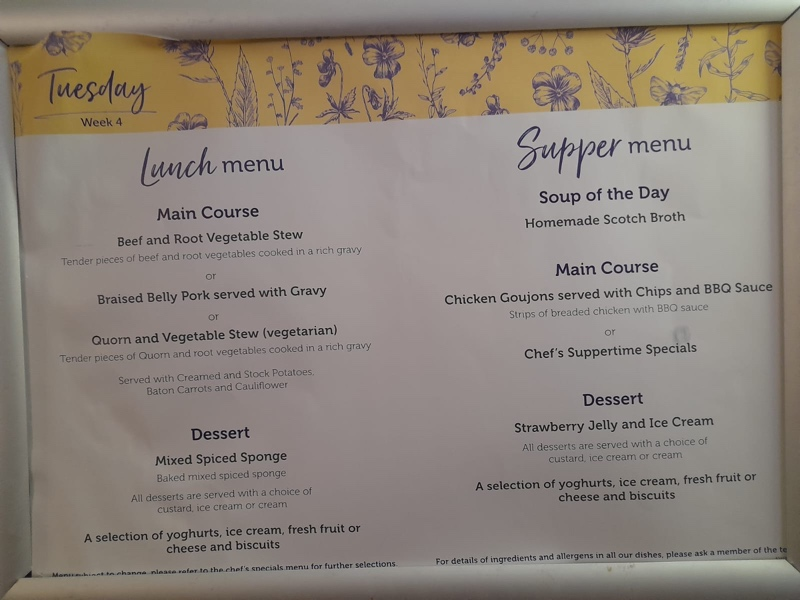 Tuesday
Week 4
Lunch menu
Main Course
Beef and Root Vegetable Stew
Tender pieces of beef and root vegetables cooked in a rich gravy
or
Braised Belly Pork served with Gravy
or
Quorn and Vegetable Stew (vegetarian)
Tender pieces of Quorn and root vegetables cooked in a rich gravy
Served with Creamed and Stock Potatoes,
Baton Carrots and Cauliflower
Dessert
Mixed Spiced Sponge
Baked mixed spiced sponge
All desserts are served with a choice of
custard, ice cream or cream
A selection of yoghurts, ice cream, fresh fruit or
cheese and biscuits
to change, please refer to the chef's specials menu for further selections
Supper menu
Soup of the Day
Homemade Scotch Broth
Main Course
Chicken Goujons served with Chips and BBQ Sauce
Strips of breaded chicken with BBQ sauce
or
Chef's Suppertime Specials
Dessert
Strawberry Jelly and Ice Cream
All desserts are served with a choice of
custard, ice cream or cream
A selection of yoghurts, ice cream, fresh fruit or
cheese and biscuits
For details of ingredients and allergens in all our dishes, please ask a member of the te